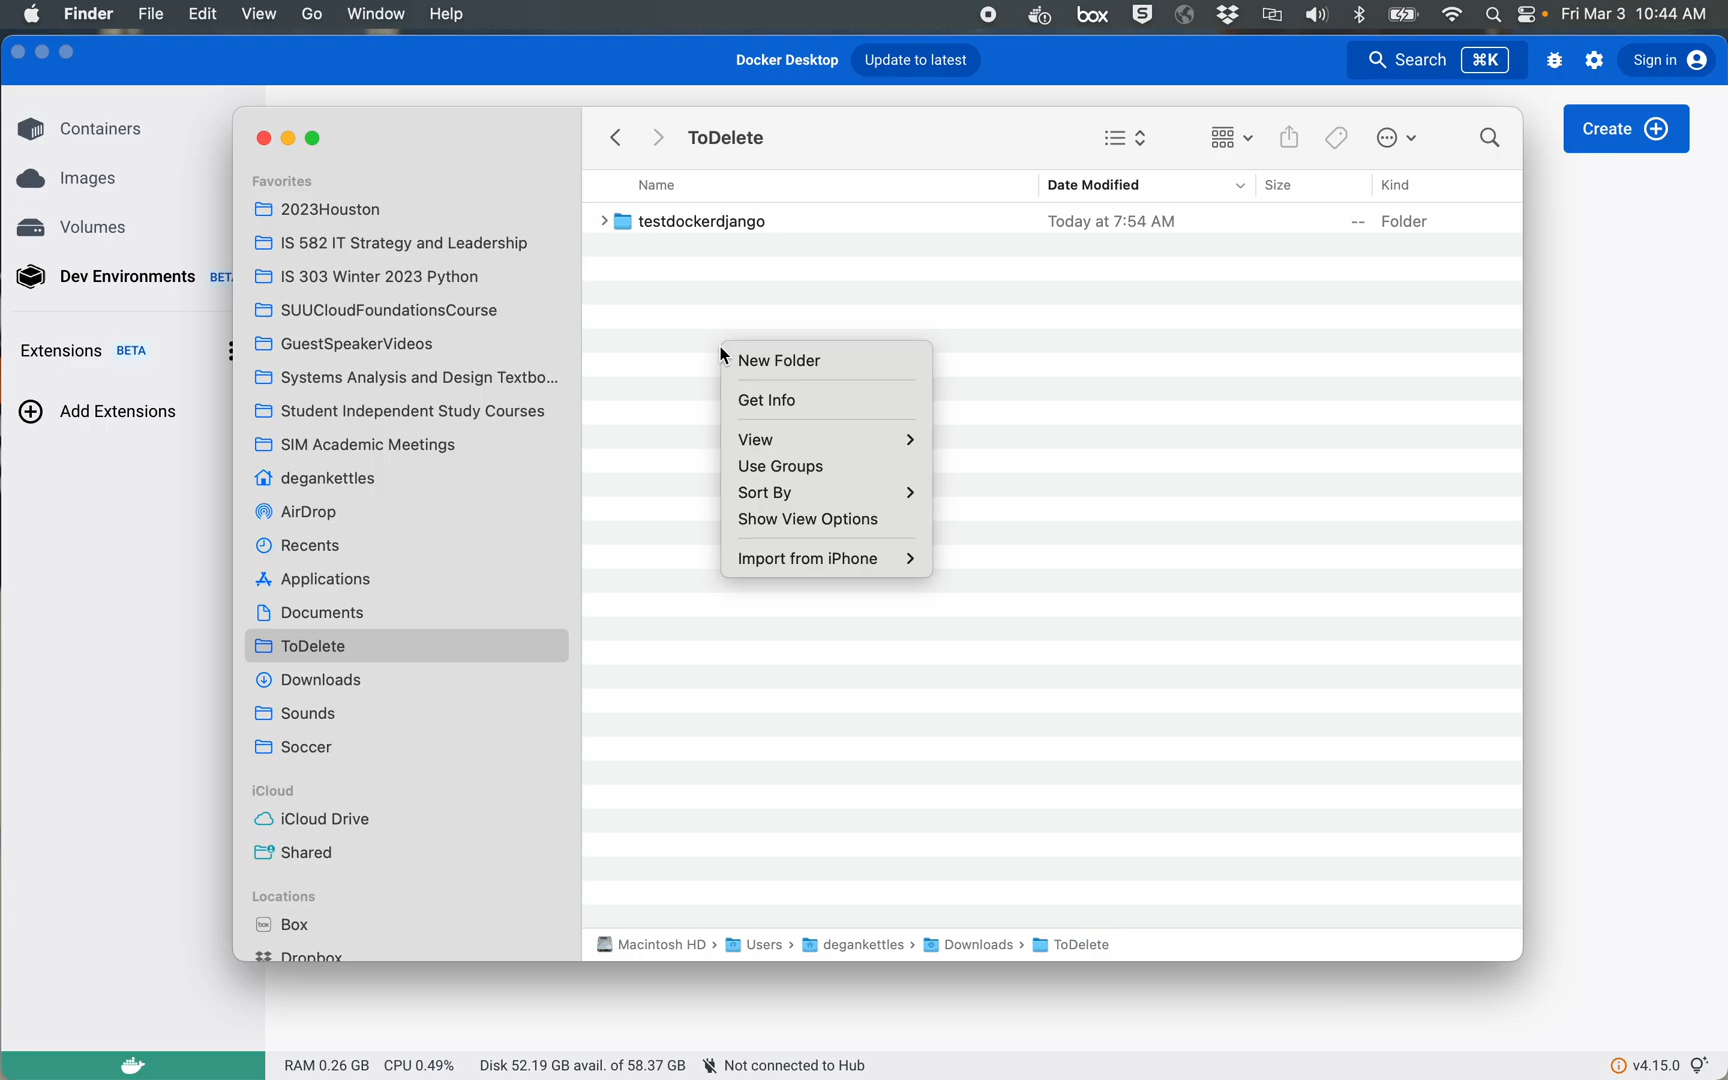 Finder File Edit View Go Window Help box Fri Mar 3 10:44 AM
Docker Desktop Update to latest Search ⌘K Sign in
Containers
Images
Volumes
Dev Environments BETA
Extensions BETA
Add Extensions
Create
Favorites
2023Houston
IS 582 IT Strategy and Leadership
IS 303 Winter 2023 Python
SUUCloudFoundationsCourse
GuestSpeakerVideos
Systems Analysis and Design Textbo...
Student Independent Study Courses
SIM Academic Meetings
degankettles
AirDrop
Recents
Applications
Documents
ToDelete
Downloads
Sounds
Soccer
iCloud
iCloud Drive
Shared
Locations
Box
Dropbox
ToDelete
Name Date Modified Size Kind
testdockerdjango Today at 7:54 AM -- Folder
New Folder
Get Info
View
Use Groups
Sort By
Show View Options
Import from iPhone
Macintosh HD › Users › degankettles › Downloads › ToDelete
RAM 0.26 GB CPU 0.49% Disk 52.19 GB avail. of 58.37 GB Not connected to Hub v4.15.0